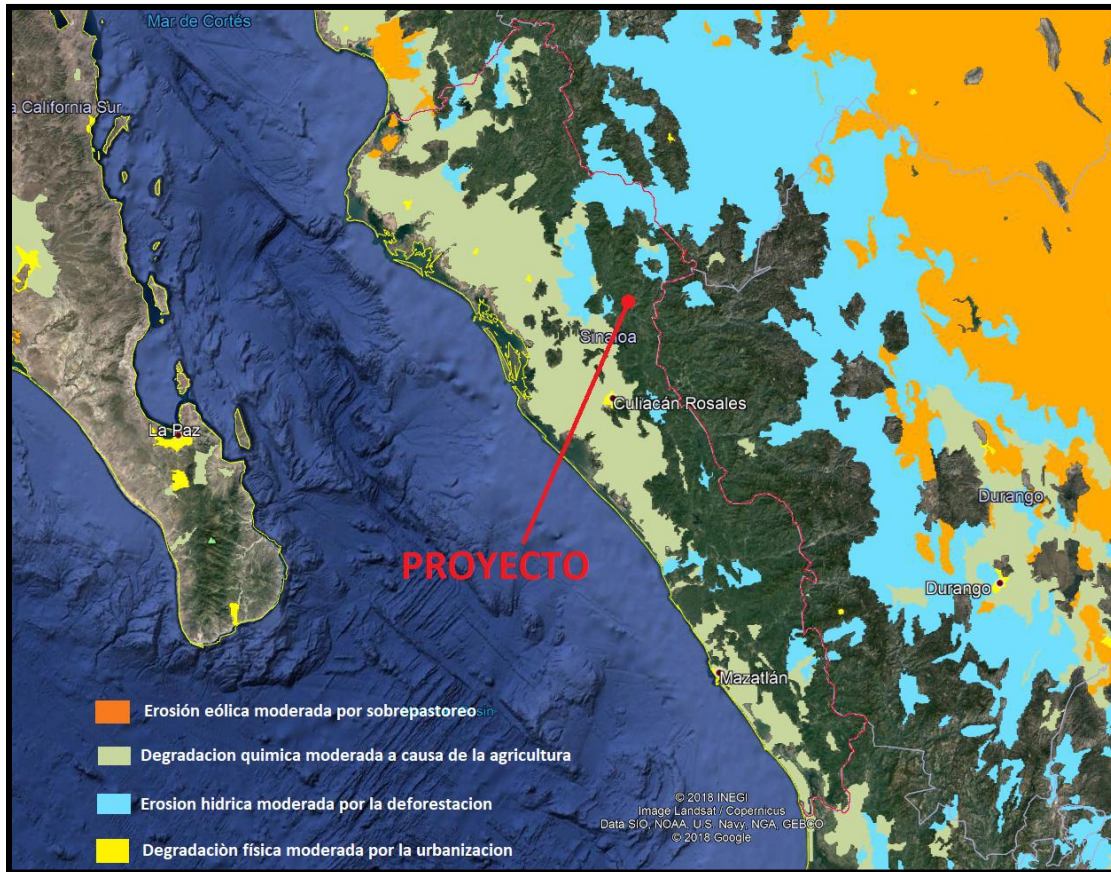 Mar de Cortés
a California Sur
Sinaloa
Culiacán Rosales
La Paz
Durango
PROYECTO
Durango
Mazatlán
Erosión eólica moderada por sobrepastoreo
Degradacion quimica moderada a causa de la agricultura
Erosion hidrica moderada por la deforestacion
Degradaciòn física moderada por la urbanizacion
© 2018 INEGI
Image Landsat / Copernicus
Data SIO, NOAA, U.S. Navy, NGA, GEBCO
© 2018 Google